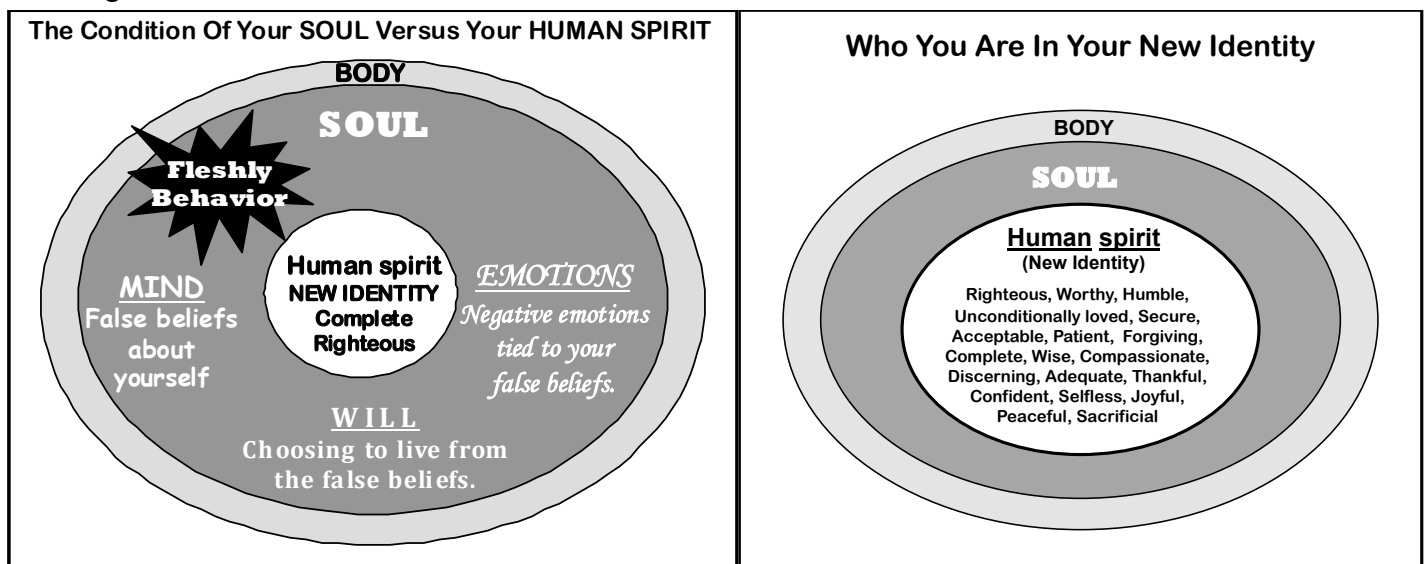 The Condition Of Your SOUL Versus Your HUMAN SPIRIT
BODY
SOUL
Fleshly
Behavior
Human spirit
NEW IDENTITY
Complete
Righteous
MIND
False beliefs
about
yourself
EMOTIONS
Negative emotions
tied to your
false beliefs.
WILL
Choosing to live from
the false beliefs.
Who You Are In Your New Identity
BODY
SOUL
Human spirit
(New Identity)
Righteous, Worthy, Humble,
Unconditionally loved, Secure,
Acceptable, Patient, Forgiving,
Complete, Wise, Compassionate,
Discerning, Adequate, Thankful,
Confident, Selfless, Joyful,
Peaceful, Sacrificial